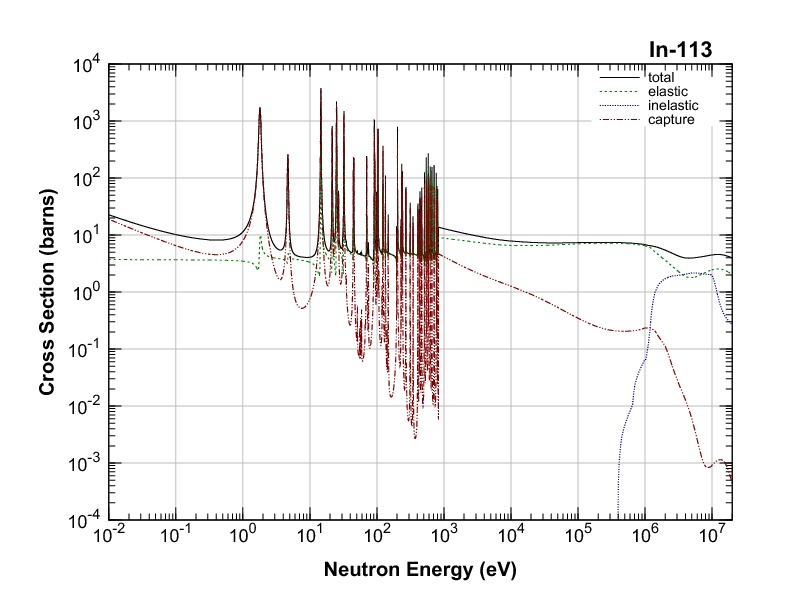 In-113
total
elastic
inelastic
capture
10^4
10^3
10^2
10^1
10^0
10^-1
10^-2
10^-3
10^-4
Cross Section (barns)
10^-2 10^-1 10^0 10^1 10^2 10^3 10^4 10^5 10^6 10^7
Neutron Energy (eV)